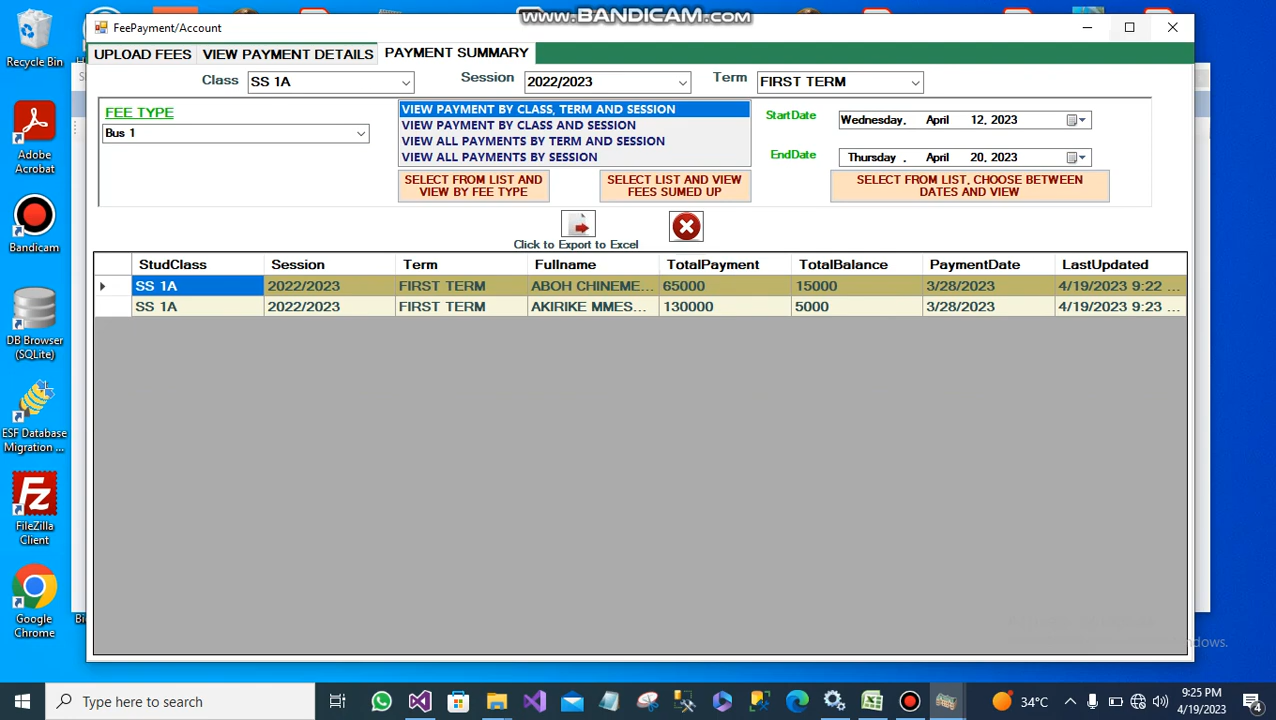 www.BANDICAM.com
FeePayment/Account
UPLOAD FEES VIEW PAYMENT DETAILS PAYMENT SUMMARY
Class SS 1A Session 2022/2023 Term FIRST TERM
FEE TYPE
Bus 1
VIEW PAYMENT BY CLASS, TERM AND SESSION
VIEW PAYMENT BY CLASS AND SESSION
VIEW ALL PAYMENTS BY TERM AND SESSION
VIEW ALL PAYMENTS BY SESSION
StartDate Wednesday, April 12, 2023
EndDate Thursday , April 20, 2023
SELECT FROM LIST AND
VIEW BY FEE TYPE
SELECT LIST AND VIEW
FEES SUMED UP
SELECT FROM LIST, CHOOSE BETWEEN
DATES AND VIEW
Click to Export to Excel
StudClass Session Term Fullname TotalPayment TotalBalance PaymentDate LastUpdated
SS 1A 2022/2023 FIRST TERM ABOH CHINEME... 65000 15000 3/28/2023 4/19/2023 9:22 ...
SS 1A 2022/2023 FIRST TERM AKIRIKE MMES... 130000 5000 3/28/2023 4/19/2023 9:23 ...
Recycle Bin
Adobe
Acrobat
Bandicam
DB Browser
(SQLite)
ESF Database
Migration ...
FileZilla
Client
Google
Chrome
Type here to search
34°C
9:25 PM
4/19/2023
4